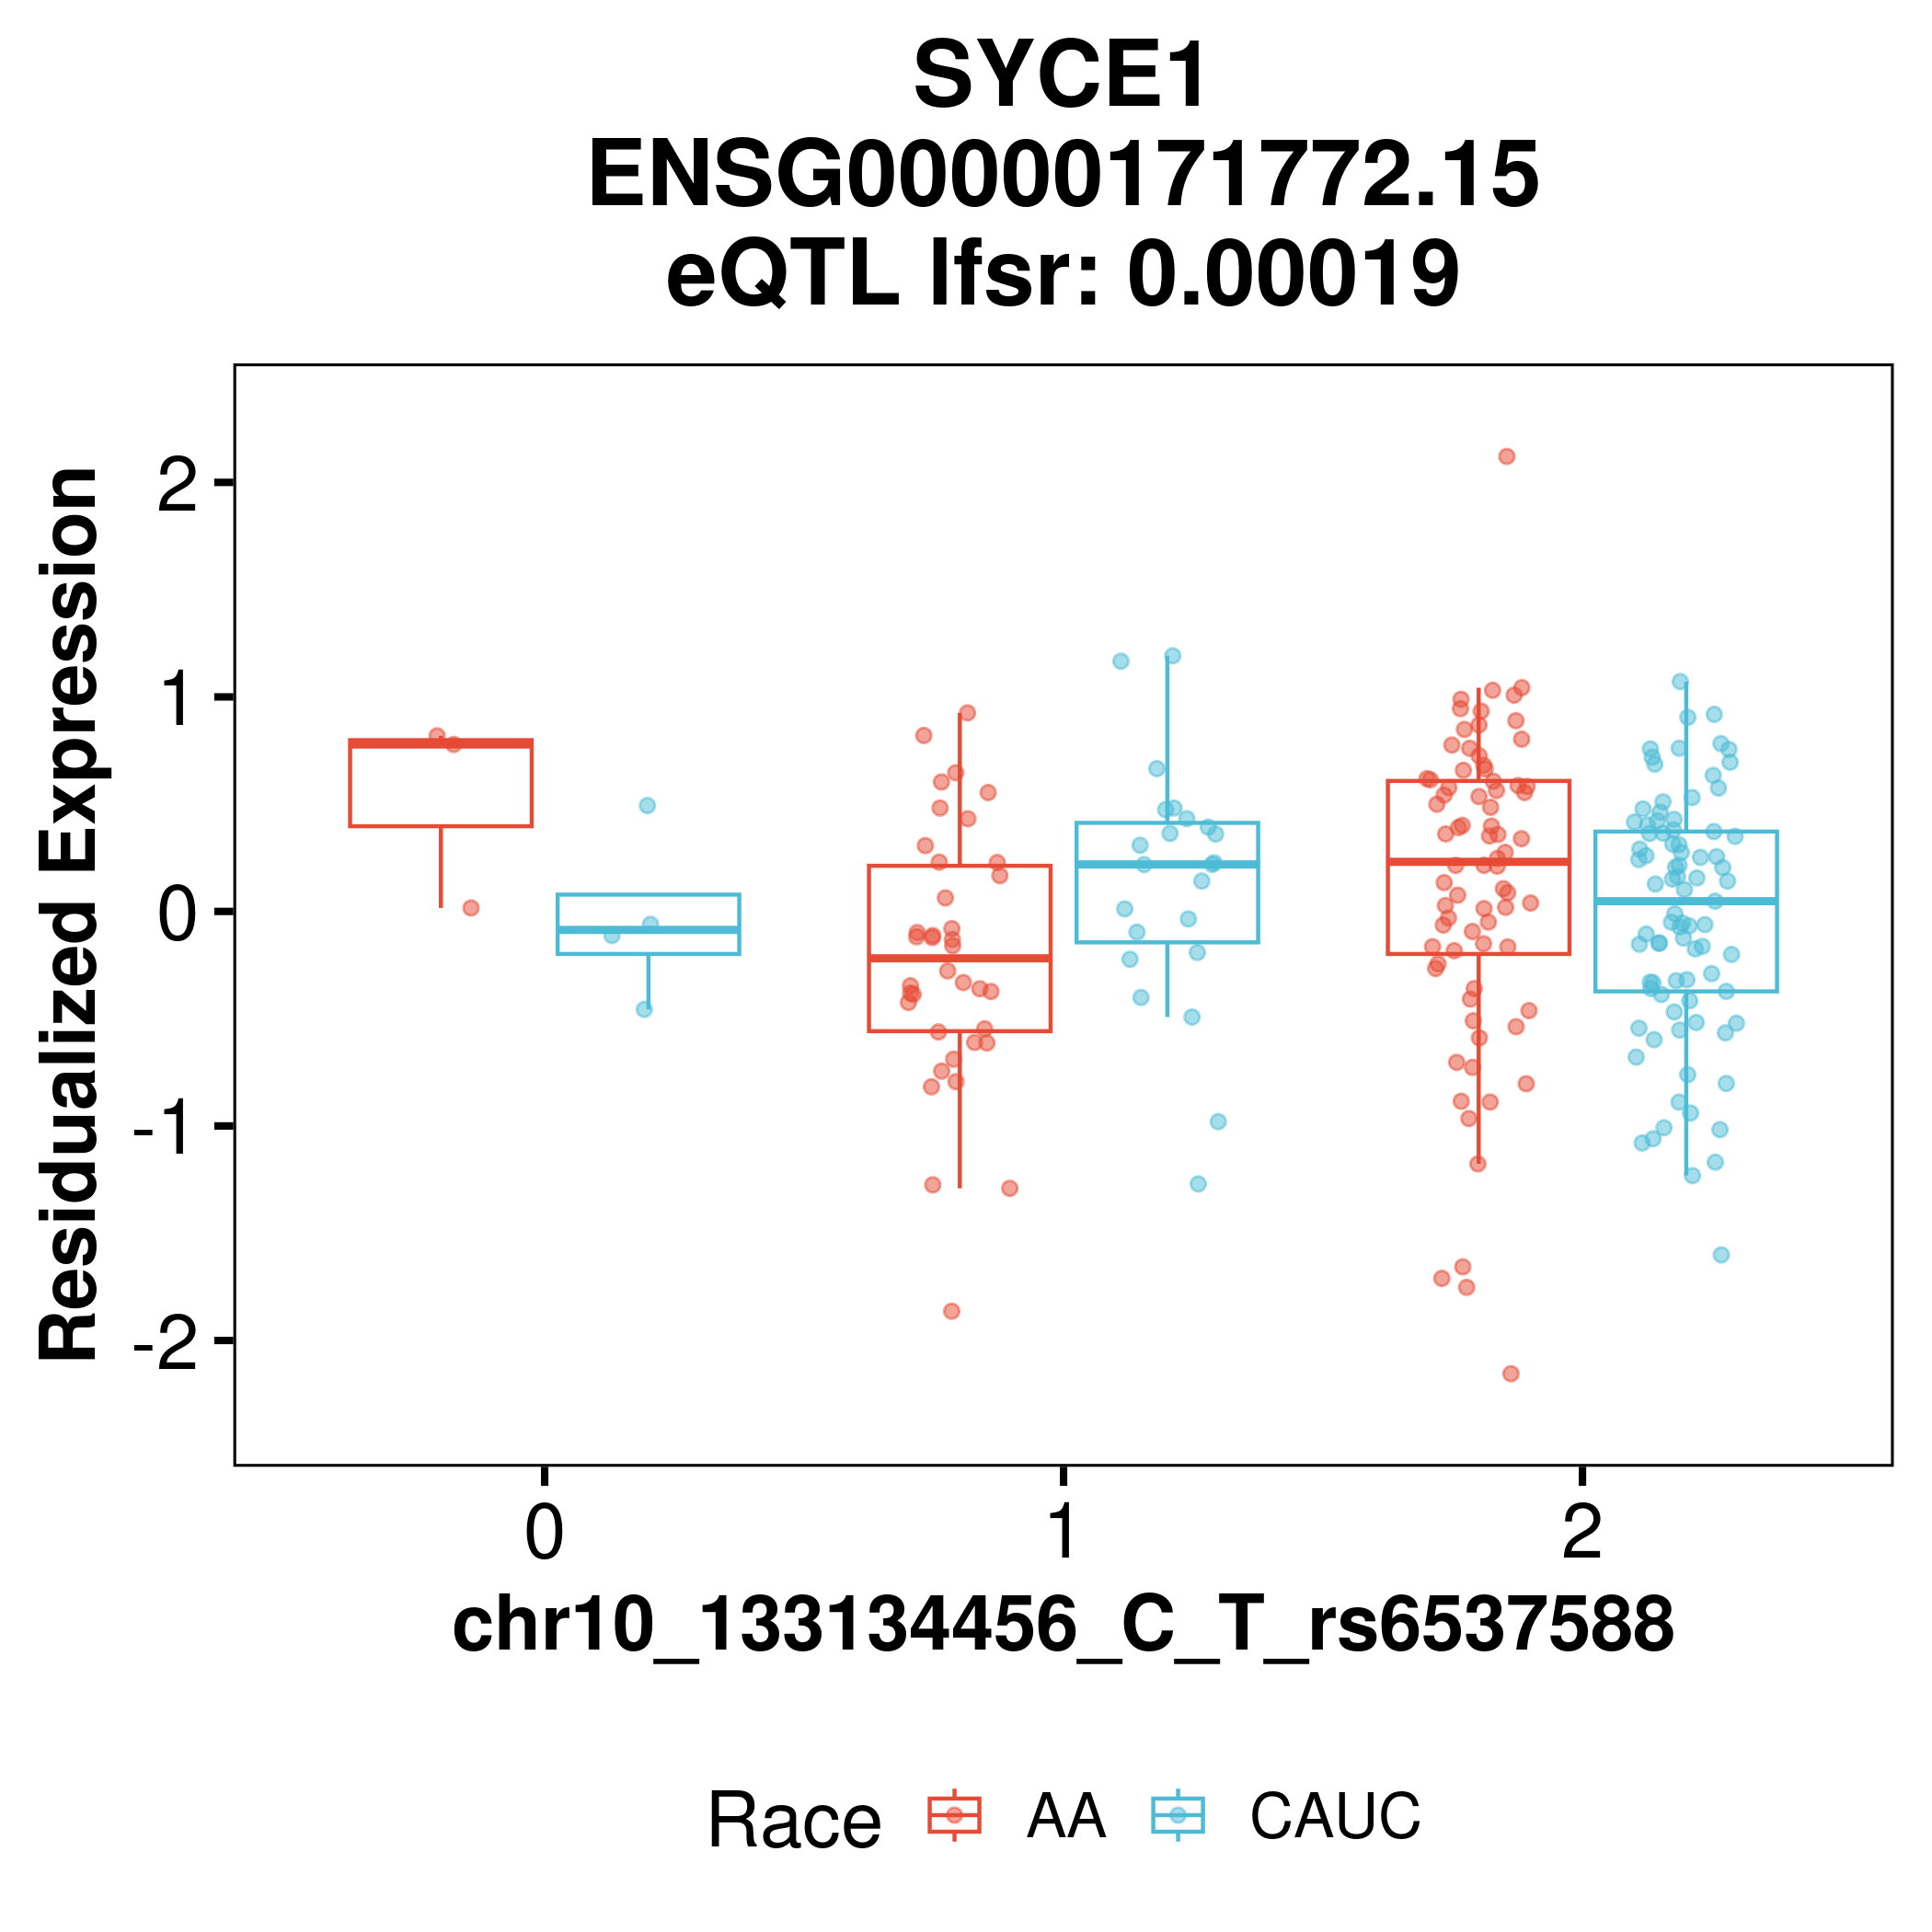 SYCE1
ENSG00000171772.15
eQTL lfsr: 0.00019
Residualized Expression
2
1
0
-1
-2
0 1 2
chr10_133134456_C_T_rs6537588
Race AA CAUC